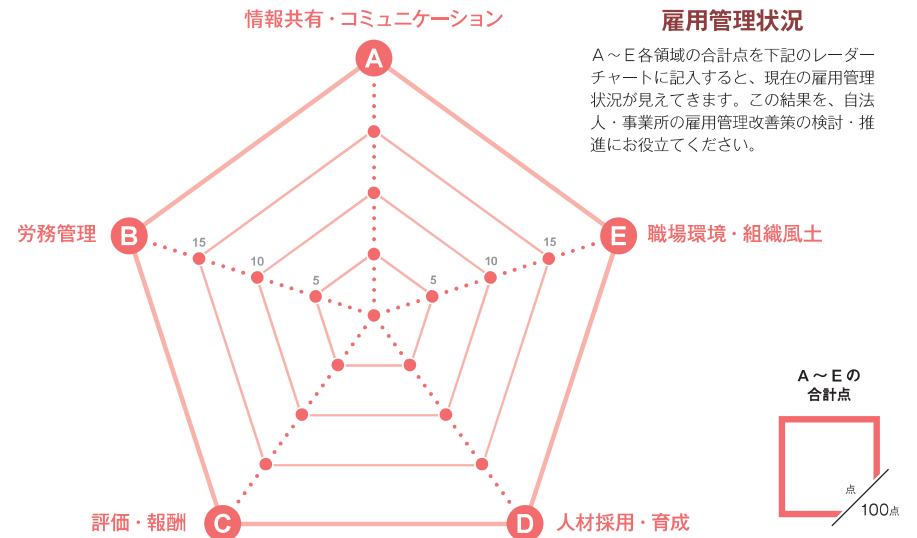 情報共有・コミュニケーション
雇用管理状況
A～E各領域の合計点を下記のレーダー
チャートに記入すると、現在の雇用管理
状況が見えてきます。この結果を、自法
人・事業所の雇用管理改善策の検討・推
進にお役立てください。
A
労務管理
B
E
職場環境・組織風土
15
15
10
10
5
5
A～Eの
合計点
点
100点
評価・報酬
C
D
人材採用・育成